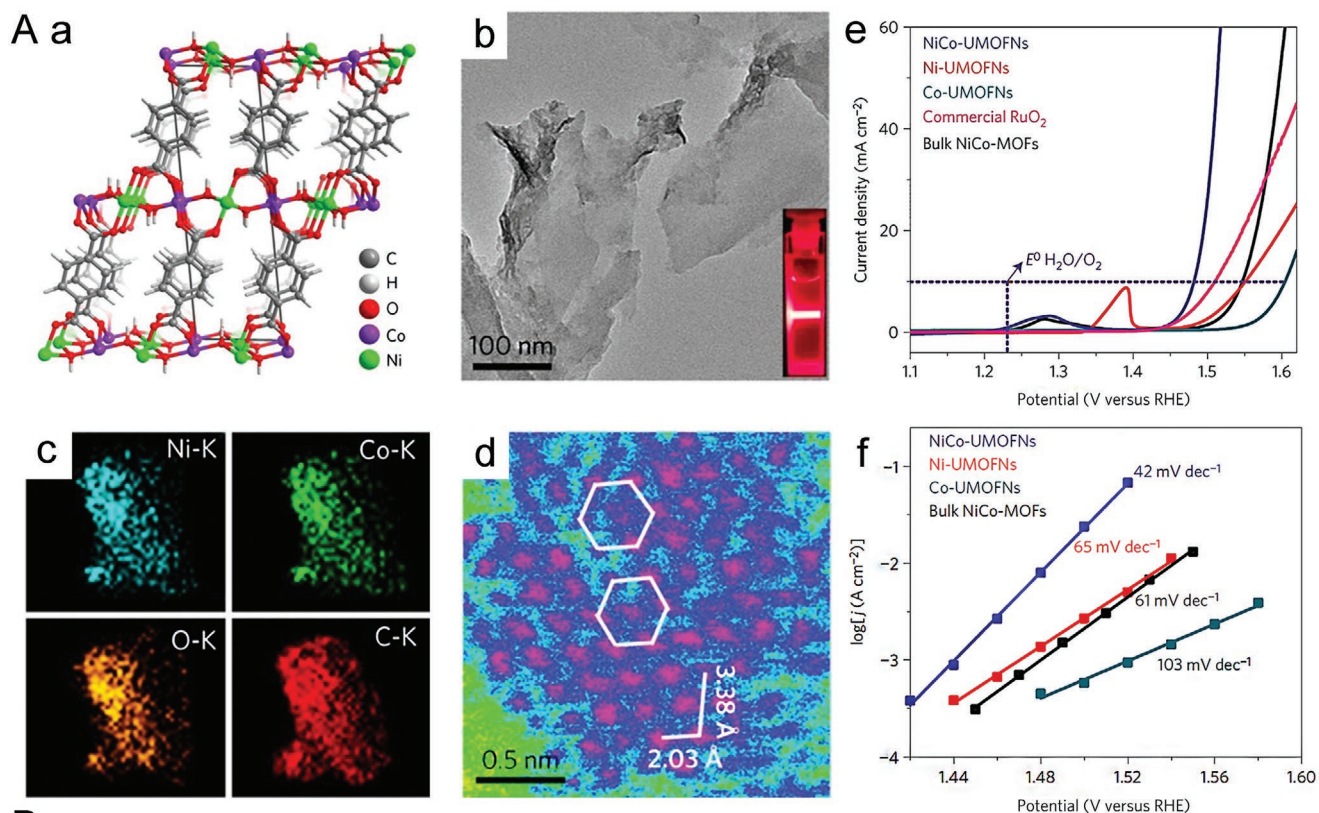 A a
C
H
O
Co
Ni
b
100 nm
e
NiCo-UMOFNs
Ni-UMOFNs
Co-UMOFNs
Commercial RuO₂
Bulk NiCo-MOFs
E⁰ H₂O/O₂
60
40
20
0
Current density (mA cm⁻²)
1.1 1.2 1.3 1.4 1.5 1.6
Potential (V versus RHE)
c
Ni-K
Co-K
O-K
C-K
d
3.38 Å
2.03 Å
0.5 nm
f
NiCo-UMOFNs
Ni-UMOFNs
Co-UMOFNs
Bulk NiCo-MOFs
42 mV dec⁻¹
65 mV dec⁻¹
61 mV dec⁻¹
103 mV dec⁻¹
–1
–2
–3
–4
log[j (A cm⁻²)]
1.44 1.48 1.52 1.56 1.60
Potential (V versus RHE)